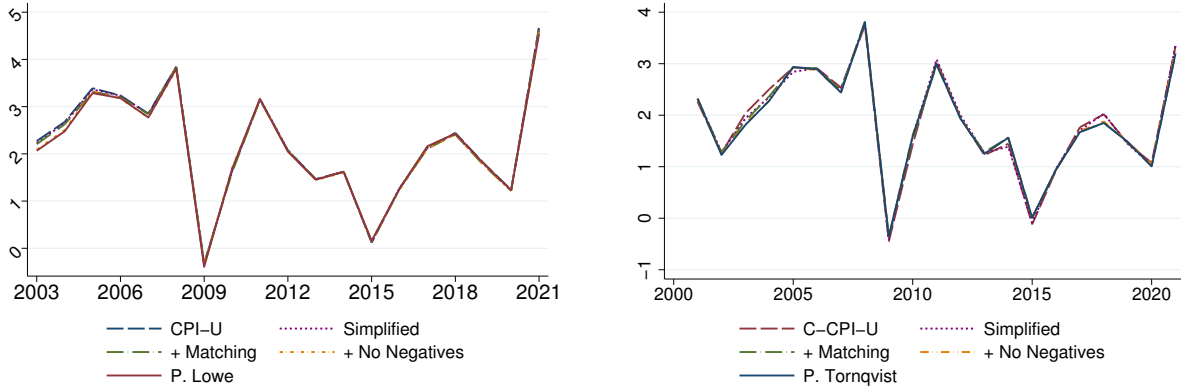 5
4
3
2
1
0
2003 2006 2009 2012 2015 2018 2021
CPI−U Simplified
+ Matching + No Negatives
P. Lowe
4
3
2
1
0
−1
2000 2005 2010 2015 2020
C−CPI−U Simplified
+ Matching + No Negatives
P. Tornqvist